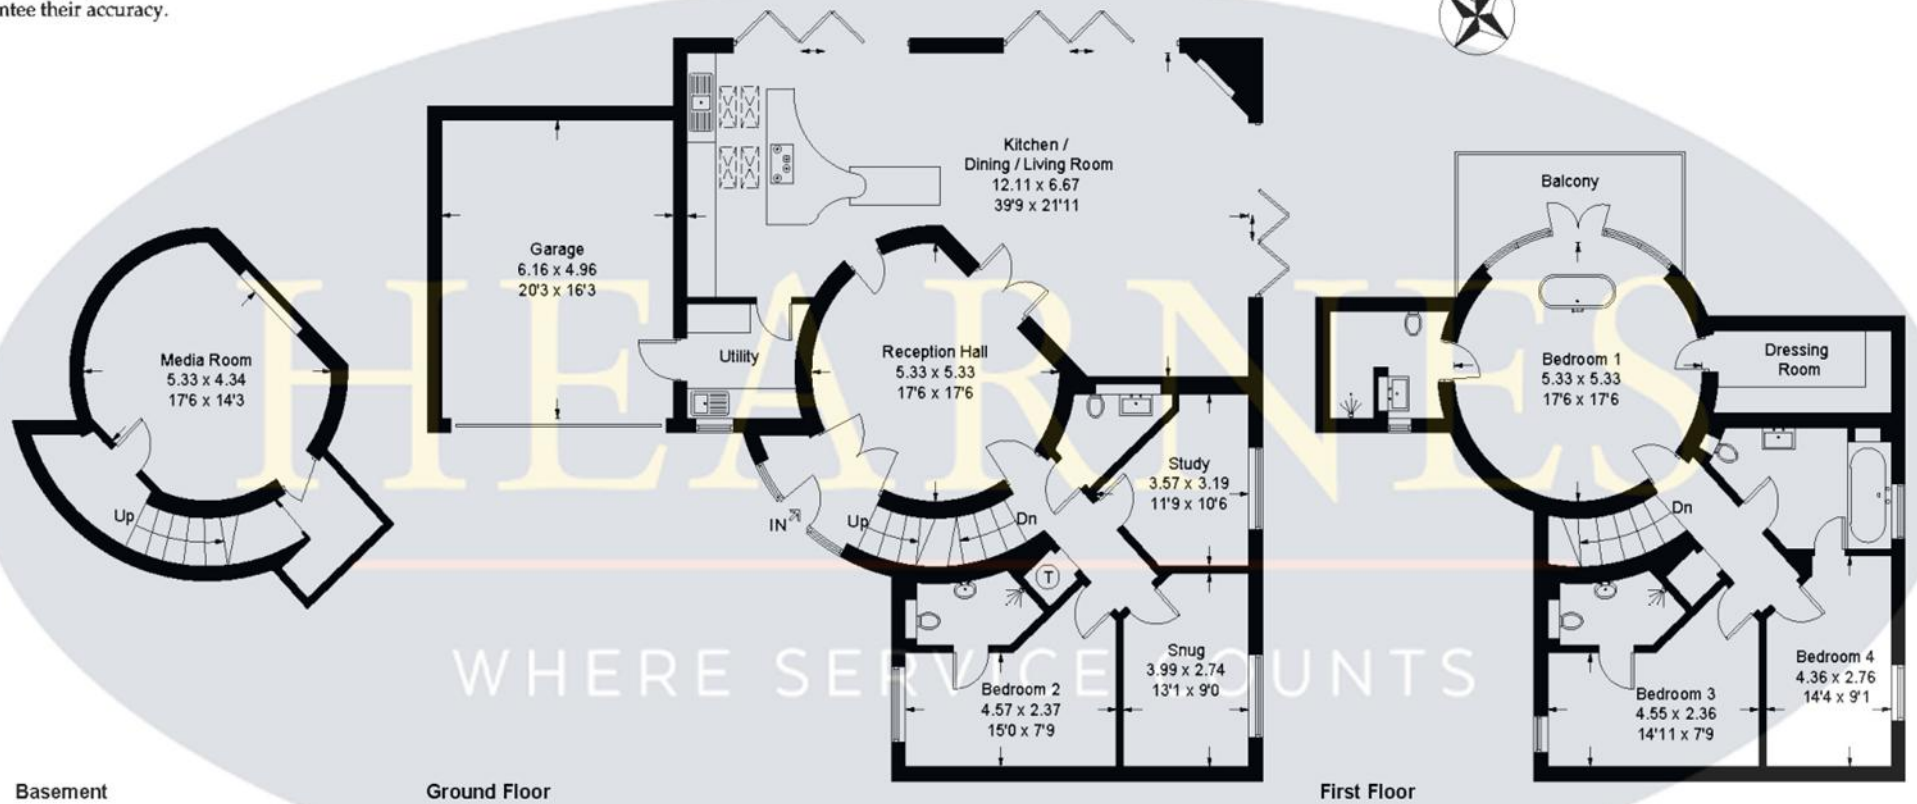 ntee their accuracy.
Kitchen /
Dining / Living Room
12.11 x 6.67
39'9 x 21'11
Balcony
Garage
6.16 x 4.96
20'3 x 16'3
HEARNES
Media Room
5.33 x 4.34
17'6 x 14'3
Utility
Reception Hall
5.33 x 5.33
17'6 x 17'6
Bedroom 1
5.33 x 5.33
17'6 x 17'6
Dressing
Room
Study
3.57 x 3.19
11'9 x 10'6
Up
IN
Up
Dn
Dn
T
WHERE SERVICE COUNTS
Snug
3.99 x 2.74
13'1 x 9'0
Bedroom 2
4.57 x 2.37
15'0 x 7'9
Bedroom 3
4.55 x 2.36
14'11 x 7'9
Bedroom 4
4.36 x 2.76
14'4 x 9'1
Basement
Ground Floor
First Floor